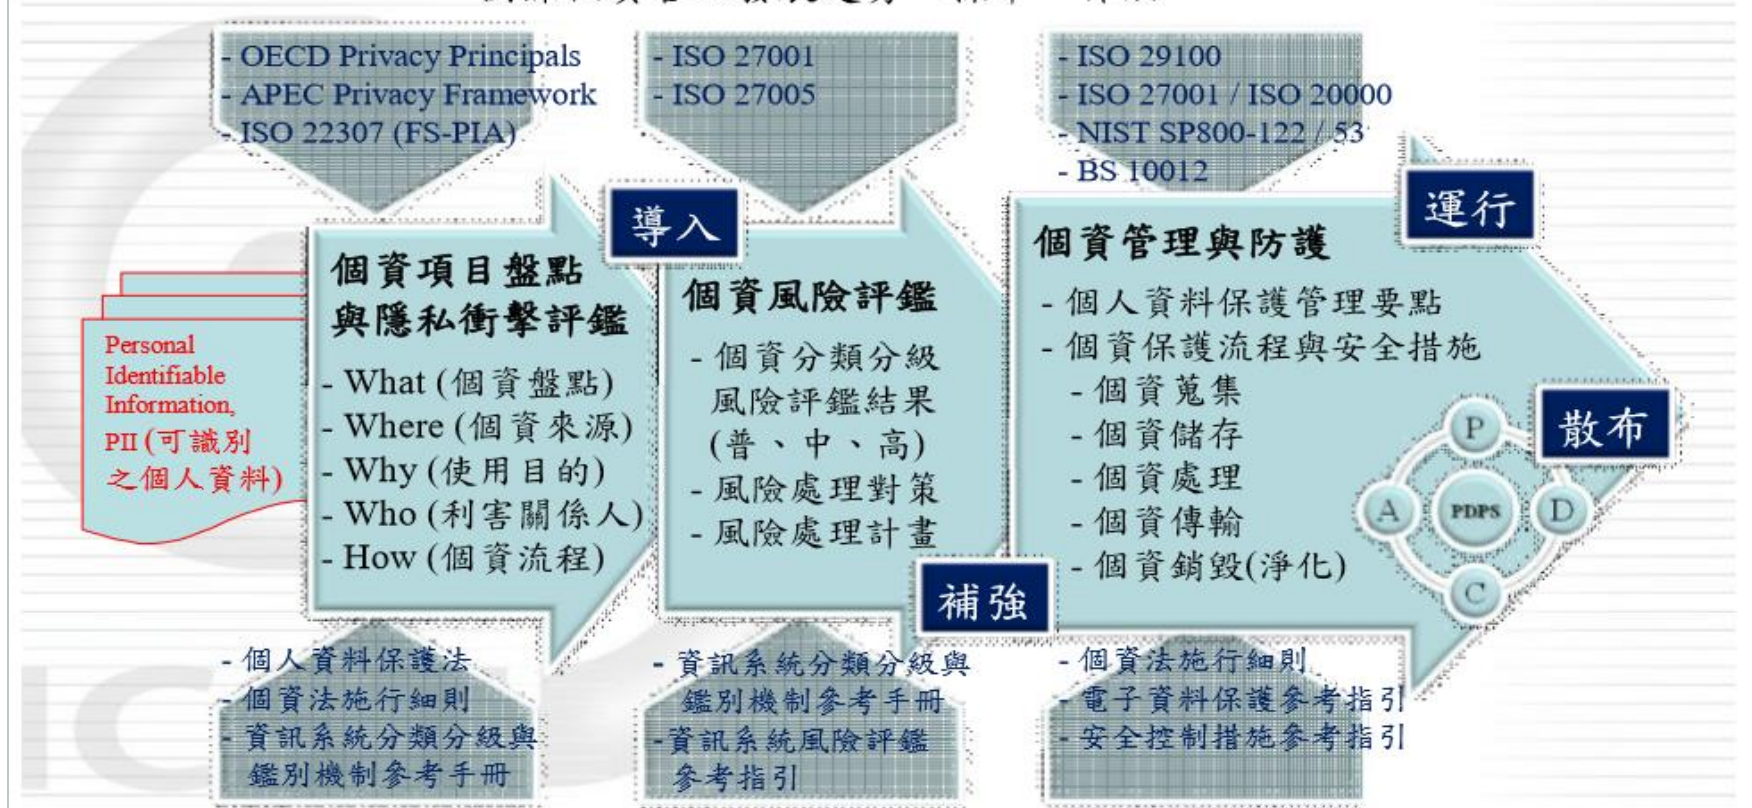 - OECD Privacy Principals
- APEC Privacy Framework
- ISO 22307 (FS-PIA)
- ISO 27001
- ISO 27005
- ISO 29100
- ISO 27001 / ISO 20000
- NIST SP800-122 / 53
- BS 10012
導入
運行
Personal
Identifiable
Information,
PII (可識別
之個人資料)
個資項目盤點
與隱私衝擊評鑑
- What (個資盤點)
- Where (個資來源)
- Why (使用目的)
- Who (利害關係人)
- How (個資流程)
個資風險評鑑
- 個資分類分級
風險評鑑結果
(普、中、高)
- 風險處理對策
- 風險處理計畫
補強
個資管理與防護
- 個人資料保護管理要點
- 個資保護流程與安全措施
- 個資蒐集
- 個資儲存
- 個資處理
- 個資傳輸
- 個資銷毀(淨化)
散布
P
A
PDPS
D
C
- 個人資料保護法
- 個資法施行細則
- 資訊系統分類分級與
鑑別機制參考手冊
- 資訊系統分類分級與
鑑別機制參考手冊
-資訊系統風險評鑑
參考指引
- 個資法施行細則
- 電子資料保護參考指引
- 安全控制措施參考指引